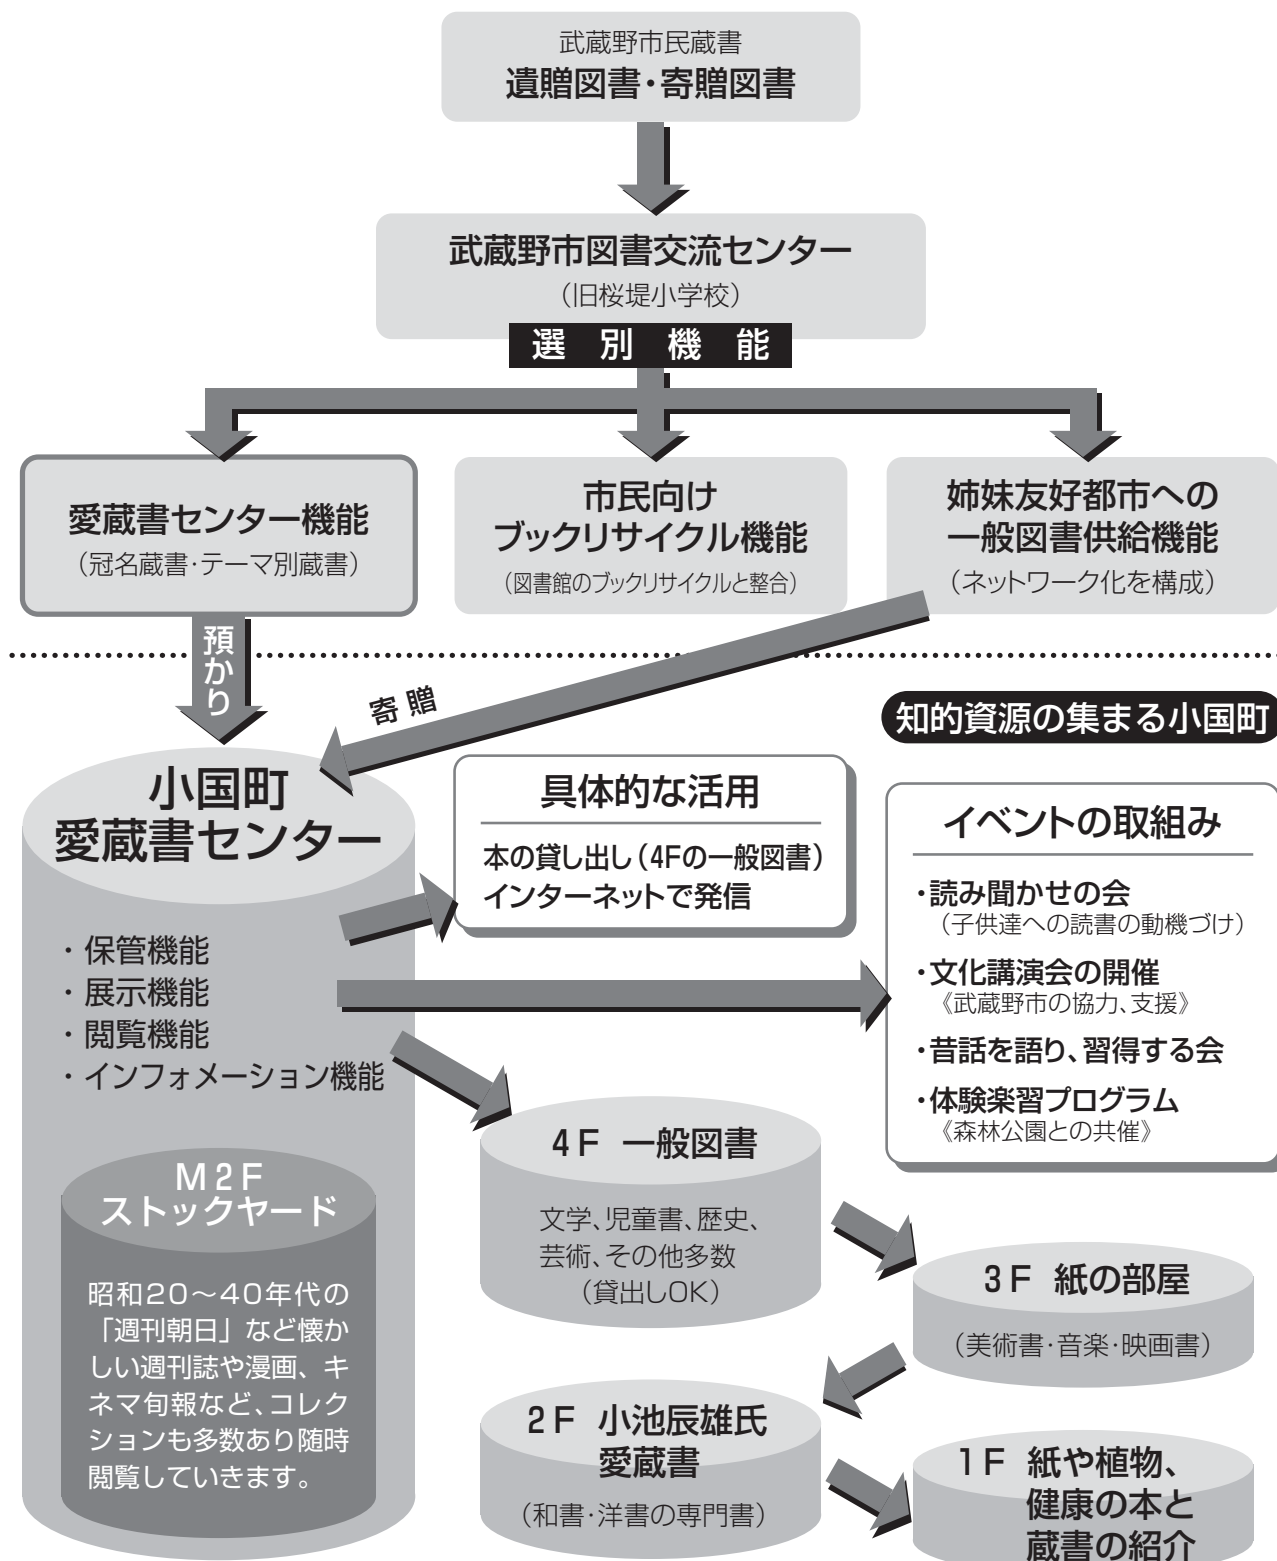 武蔵野市民蔵書
遺贈図書・寄贈図書
武蔵野市図書交流センター
（旧桜堤小学校）
選別機能
愛蔵書センター機能
（冠名蔵書・テーマ別蔵書）
市民向け
ブックリサイクル機能
（図書館のブックリサイクルと整合）
姉妹友好都市への
一般図書供給機能
（ネットワーク化を構成）
預かり
寄贈
知的資源の集まる小国町
小国町
愛蔵書センター
・保管機能
・展示機能
・閲覧機能
・インフォメーション機能
M2F
ストックヤード
昭和20～40年代の
「週刊朝日」など懐か
しい週刊誌や漫画、キ
ネマ旬報など、コレク
ションも多数あり随時
閲覧していきます。
具体的な活用
本の貸し出し（4Fの一般図書）
インターネットで発信
イベントの取組み
・読み聞かせの会
（子供達への読書の動機づけ）
・文化講演会の開催
《武蔵野市の協力、支援》
・昔話を語り、習得する会
・体験楽習プログラム
《森林公園との共催》
4F 一般図書
文学、児童書、歴史、
芸術、その他多数
（貸出しOK）
3F 紙の部屋
（美術書・音楽・映画書）
2F 小池辰雄氏
愛蔵書
（和書・洋書の専門書）
1F 紙や植物、
健康の本と
蔵書の紹介